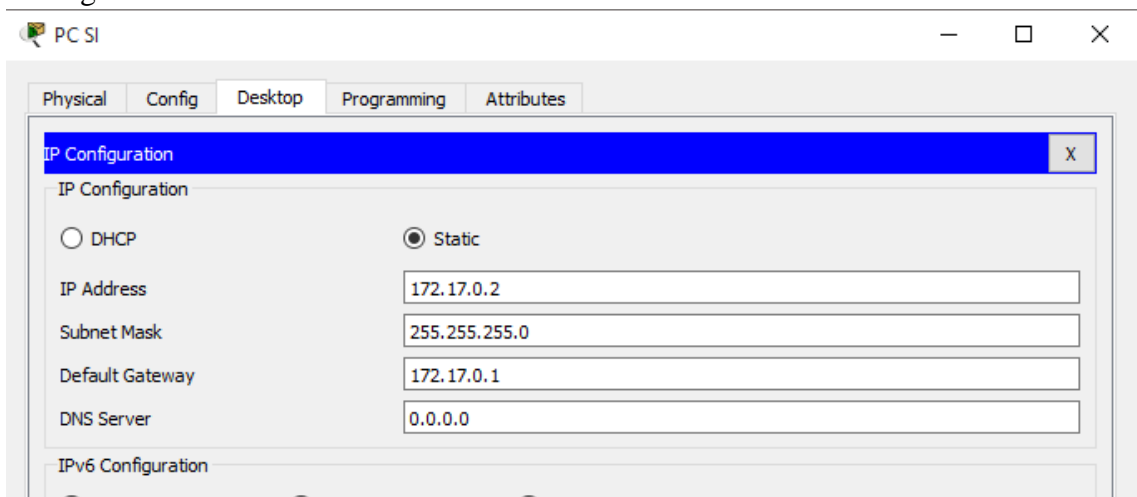 PC SI
Physical Config Desktop Programming Attributes
IP Configuration X
IP Configuration
DHCP Static
IP Address 172.17.0.2
Subnet Mask 255.255.255.0
Default Gateway 172.17.0.1
DNS Server 0.0.0.0
IPv6 Configuration